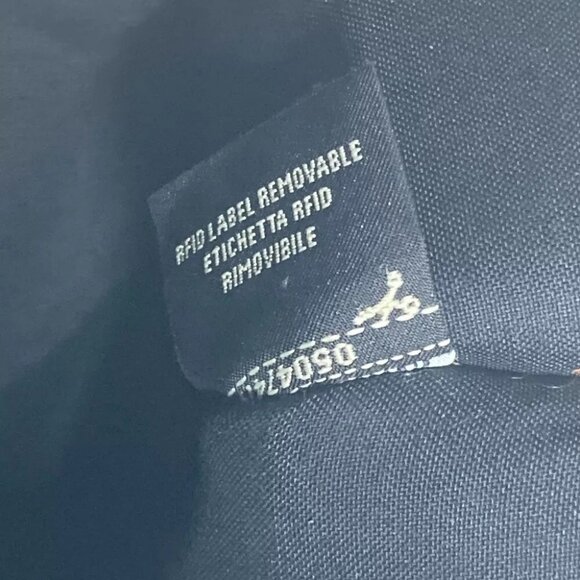 RFID LABEL REMOVABLE
ETICHETTA RFID
RIMOVIBILE